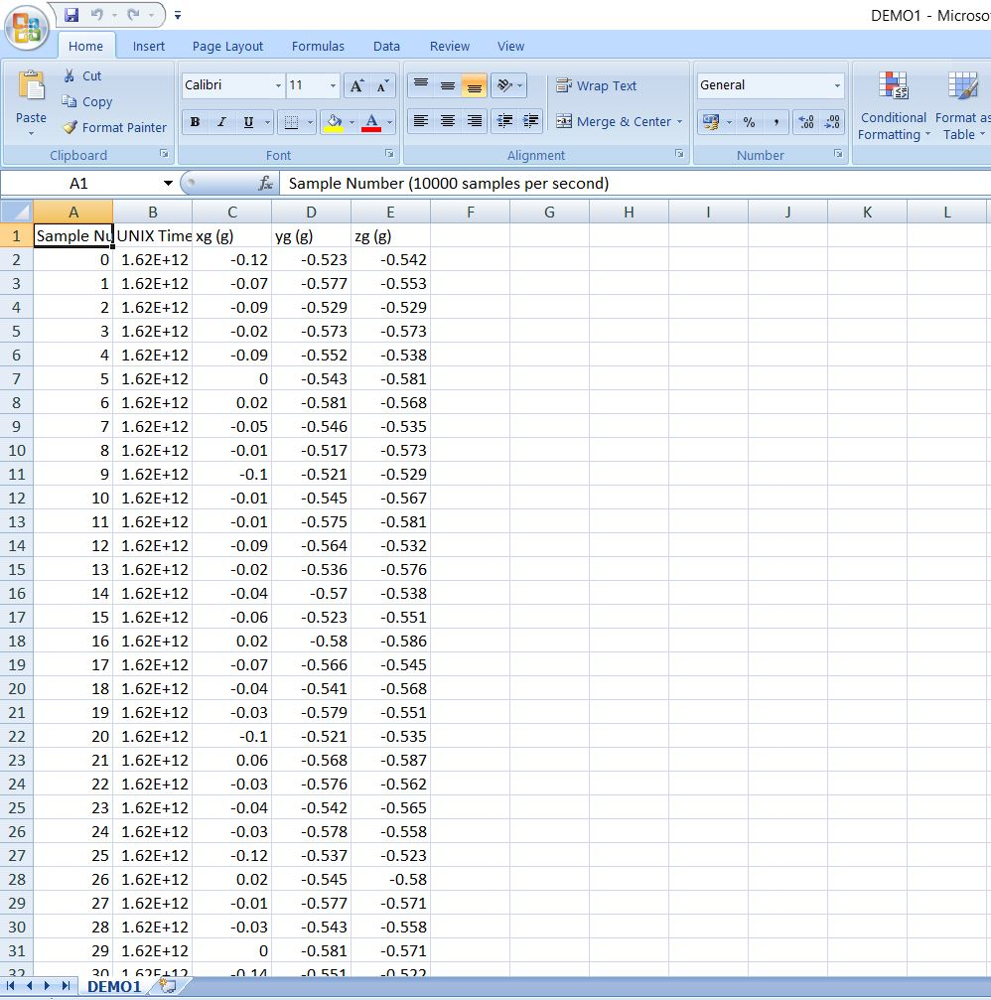 DEMO1 - Microso
Home Insert Page Layout Formulas Data Review View
Paste Cut Copy Format Painter
Clipboard
Calibri 11
B I U A
Font
Wrap Text
Merge & Center
Alignment
General
% ,
Number
Conditional Formatting
Format as Table
A1 fx Sample Number (10000 samples per second)
A B C D E F G H I J K L
1 Sample Nu UNIX Time xg (g) yg (g) zg (g)
2 0 1.62E+12 -0.12 -0.523 -0.542
3 1 1.62E+12 -0.07 -0.577 -0.553
4 2 1.62E+12 -0.09 -0.529 -0.529
5 3 1.62E+12 -0.02 -0.573 -0.573
6 4 1.62E+12 -0.09 -0.552 -0.538
7 5 1.62E+12 0 -0.543 -0.581
8 6 1.62E+12 0.02 -0.581 -0.568
9 7 1.62E+12 -0.05 -0.546 -0.535
10 8 1.62E+12 -0.01 -0.517 -0.573
11 9 1.62E+12 -0.1 -0.521 -0.529
12 10 1.62E+12 -0.01 -0.545 -0.567
13 11 1.62E+12 -0.01 -0.575 -0.581
14 12 1.62E+12 -0.09 -0.564 -0.532
15 13 1.62E+12 -0.02 -0.536 -0.576
16 14 1.62E+12 -0.04 -0.57 -0.538
17 15 1.62E+12 -0.06 -0.523 -0.551
18 16 1.62E+12 0.02 -0.58 -0.586
19 17 1.62E+12 -0.07 -0.566 -0.545
20 18 1.62E+12 -0.04 -0.541 -0.568
21 19 1.62E+12 -0.03 -0.579 -0.551
22 20 1.62E+12 -0.1 -0.521 -0.535
23 21 1.62E+12 0.06 -0.568 -0.587
24 22 1.62E+12 -0.03 -0.576 -0.562
25 23 1.62E+12 -0.04 -0.542 -0.565
26 24 1.62E+12 -0.03 -0.578 -0.558
27 25 1.62E+12 -0.12 -0.537 -0.523
28 26 1.62E+12 0.02 -0.545 -0.58
29 27 1.62E+12 -0.01 -0.577 -0.571
30 28 1.62E+12 -0.03 -0.543 -0.558
31 29 1.62E+12 0 -0.581 -0.571
32 30 1.62E+12 -0.14 -0.551 -0.522
DEMO1